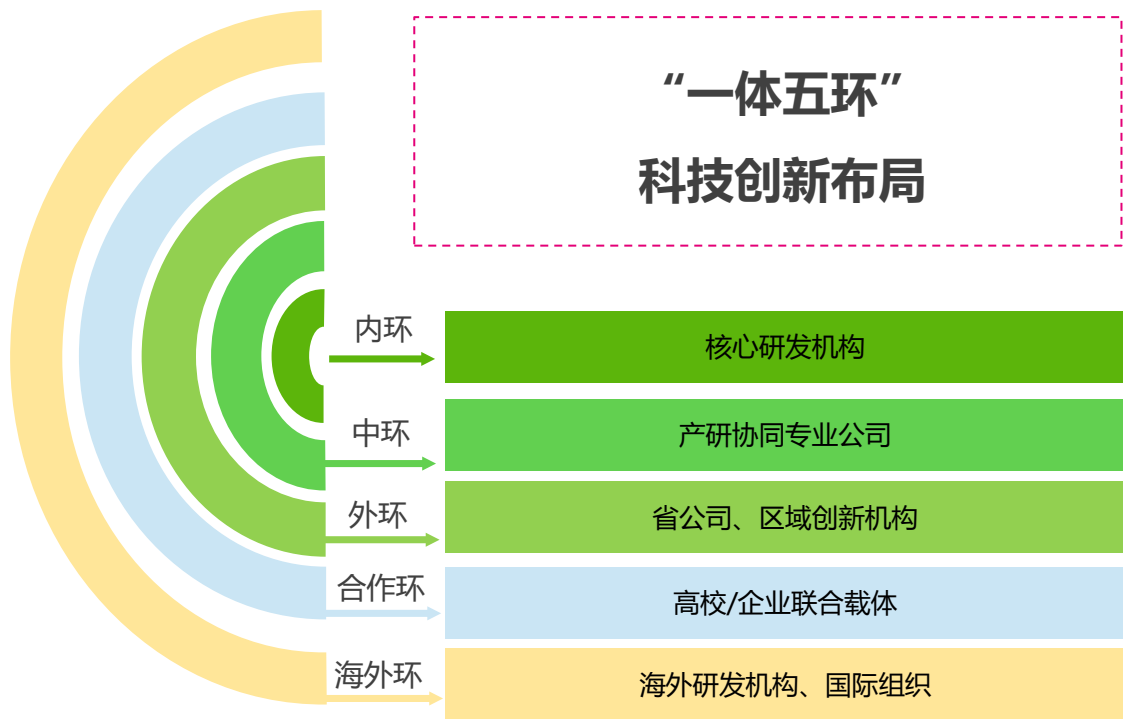 “一体五环”
科技创新布局
内环
核心研发机构
中环
产研协同专业公司
外环
省公司、区域创新机构
合作环
高校/企业联合载体
海外环
海外研发机构、国际组织